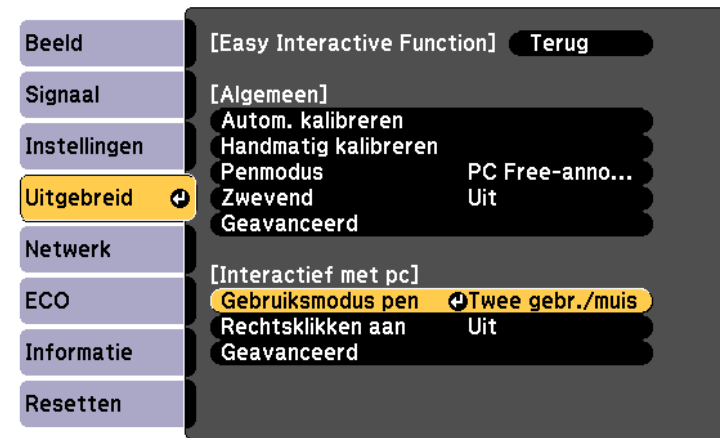 Beeld
Signaal
Instellingen
Uitgebreid
Netwerk
ECO
Informatie
Resetten
[Easy Interactive Function] Terug
[Algemeen]
Autom. kalibreren
Handmatig kalibreren
Penmodus PC Free-anno...
Zwevend Uit
Geavanceerd
[Interactief met pc]
Gebruiksmodus pen Twee gebr./muis
Rechtsklikken aan Uit
Geavanceerd